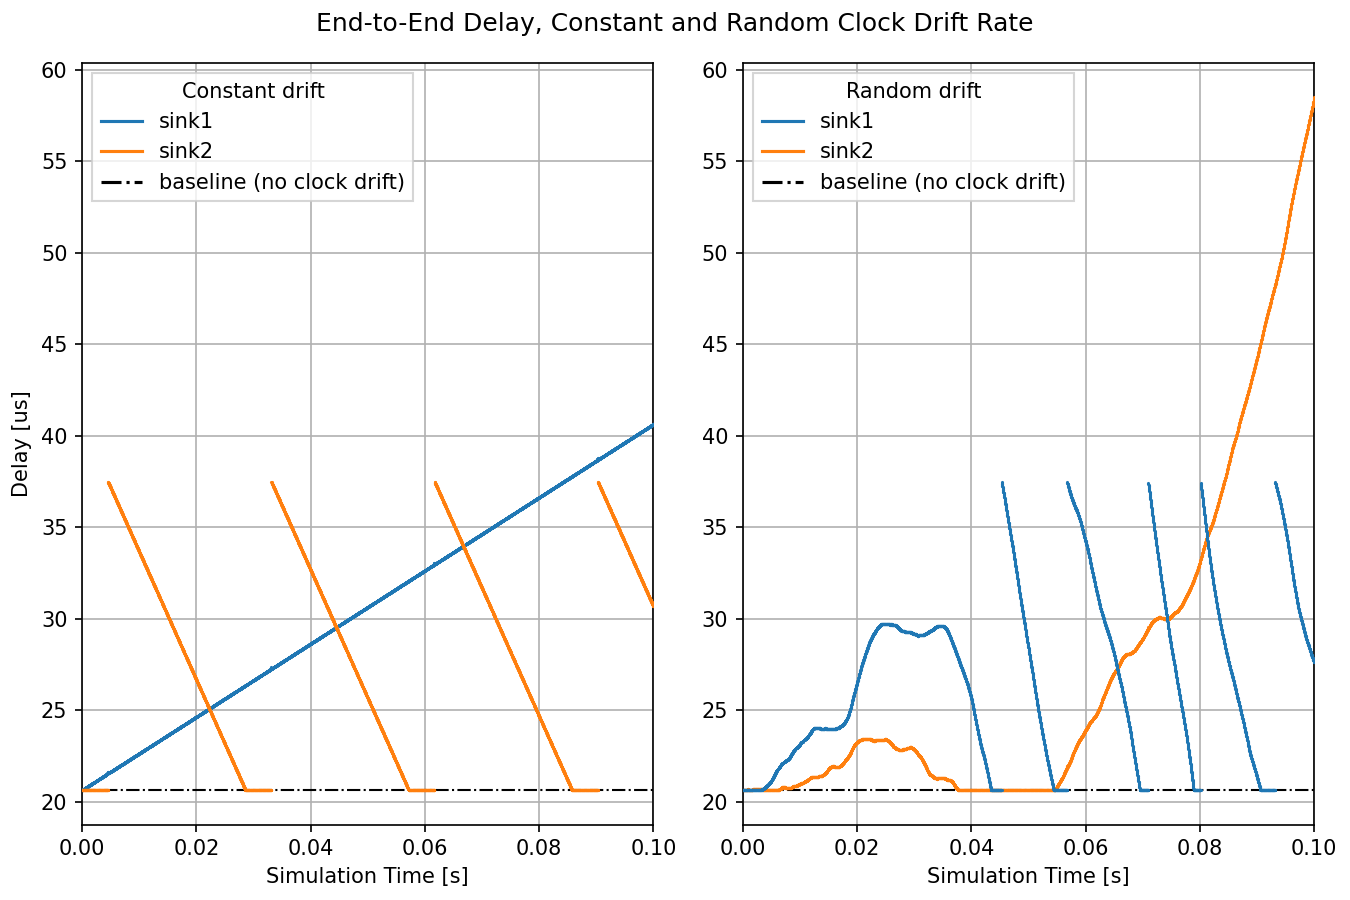 End-to-End Delay, Constant and Random Clock Drift Rate
Constant drift
sink1
sink2
baseline (no clock drift)
60
55
50
45
40
35
30
25
20
Delay [us]
0.00 0.02 0.04 0.06 0.08 0.10
Simulation Time [s]
Random drift
sink1
sink2
baseline (no clock drift)
60
55
50
45
40
35
30
25
20
0.00 0.02 0.04 0.06 0.08 0.10
Simulation Time [s]